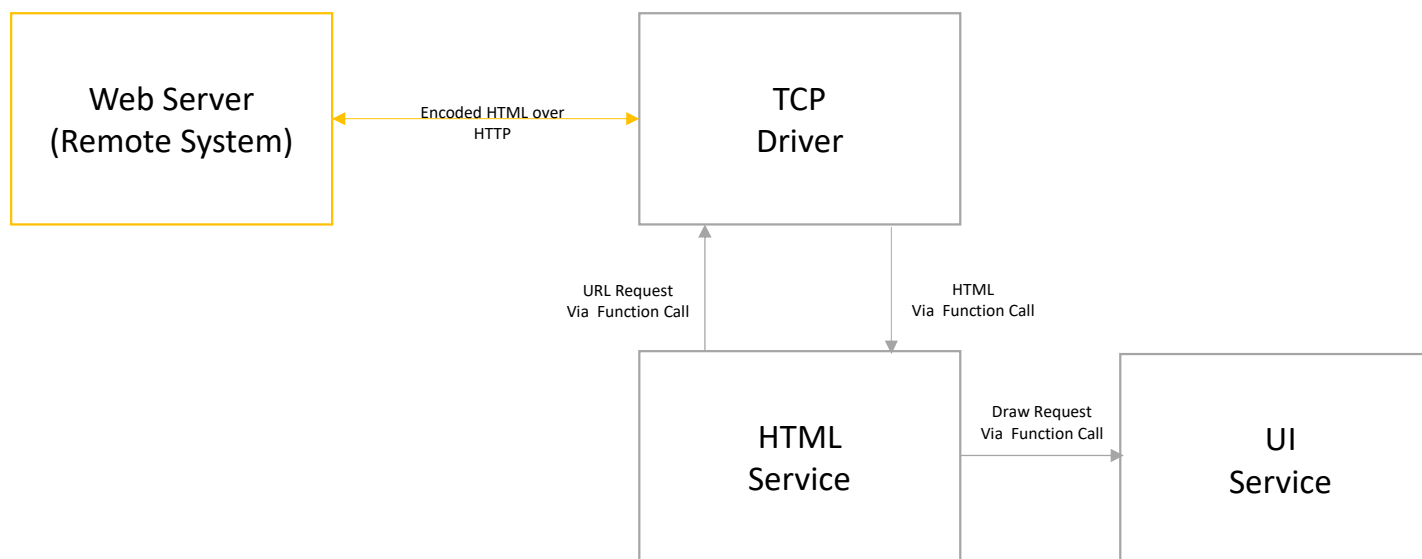 Web Server
(Remote System)
Encoded HTML over
HTTP
TCP
Driver
URL Request
Via  Function Call
HTML
Via  Function Call
HTML
Service
Draw Request
Via  Function Call
UI
Service